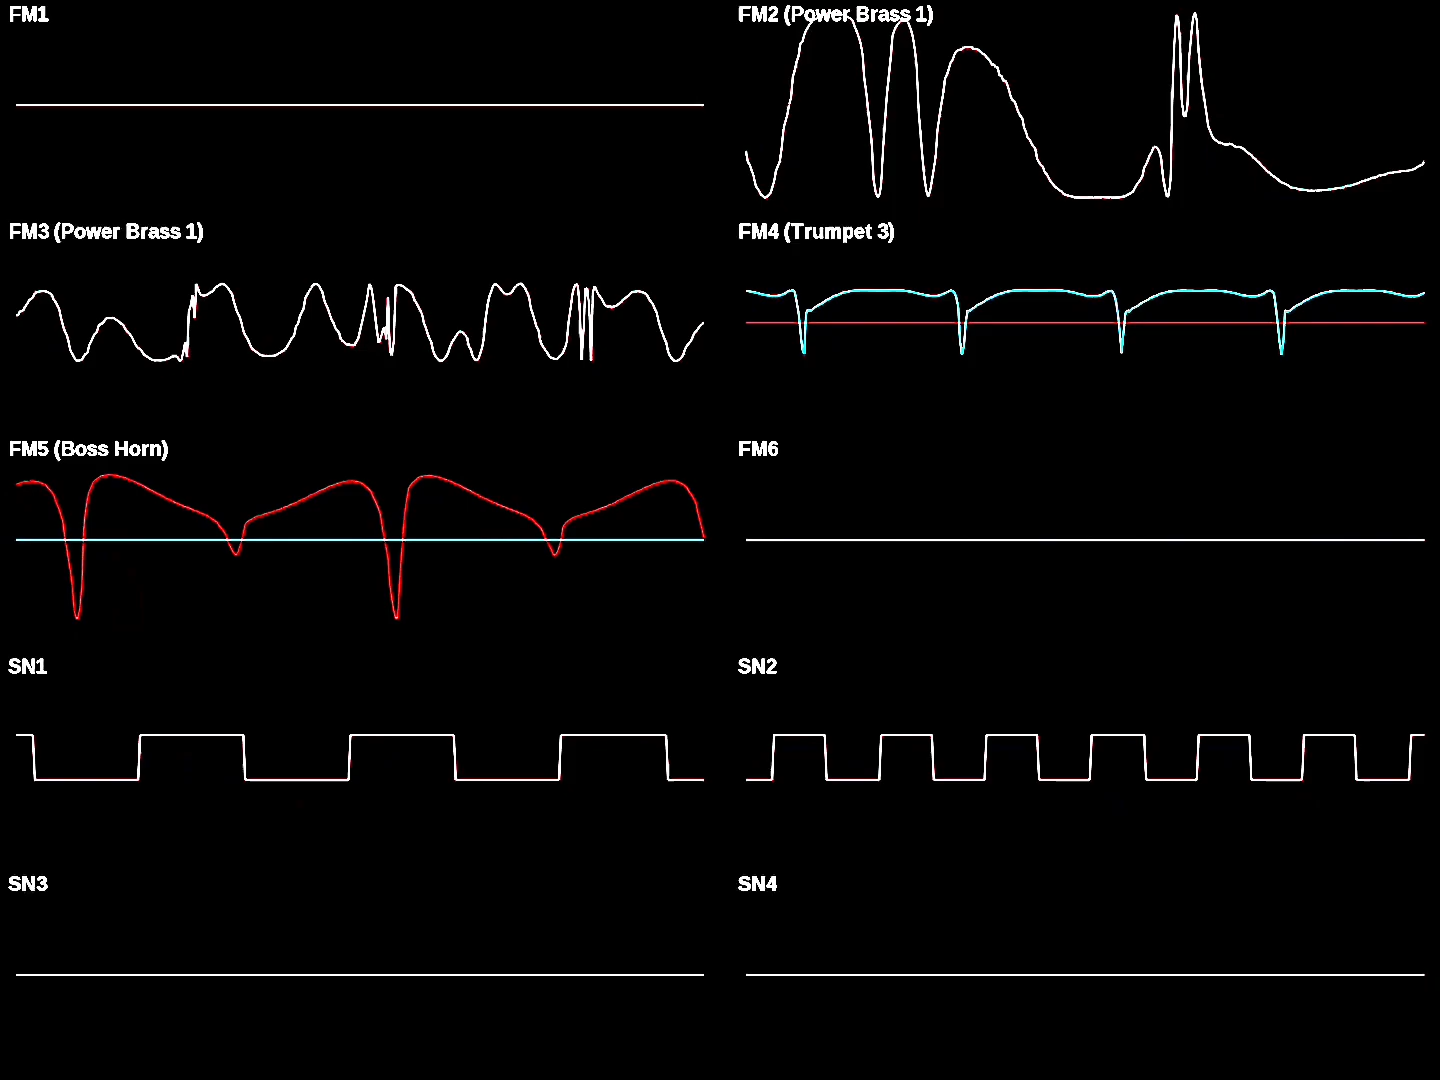 FM1
FM2 (Power Brass 1)
FM3 (Power Brass 1)
FM4 (Trumpet 3)
FM5 (Boss Horn)
FM6
SN1
SN2
SN3
SN4